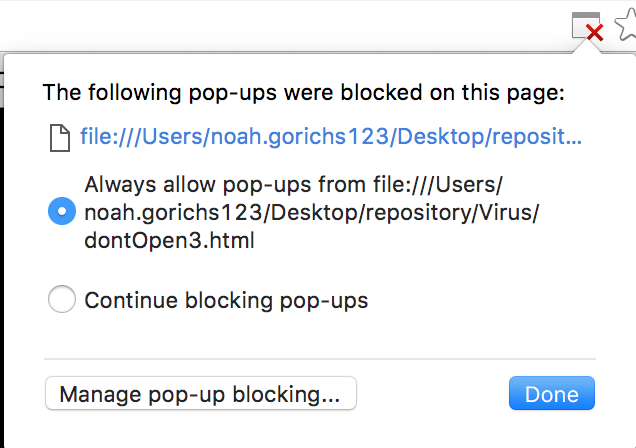 The following pop-ups were blocked on this page:
file:///Users/noah.gorichs123/Desktop/reposit...
Always allow pop-ups from file:///Users/
noah.gorichs123/Desktop/repository/Virus/
dontOpen3.html
Continue blocking pop-ups
Manage pop-up blocking...
Done